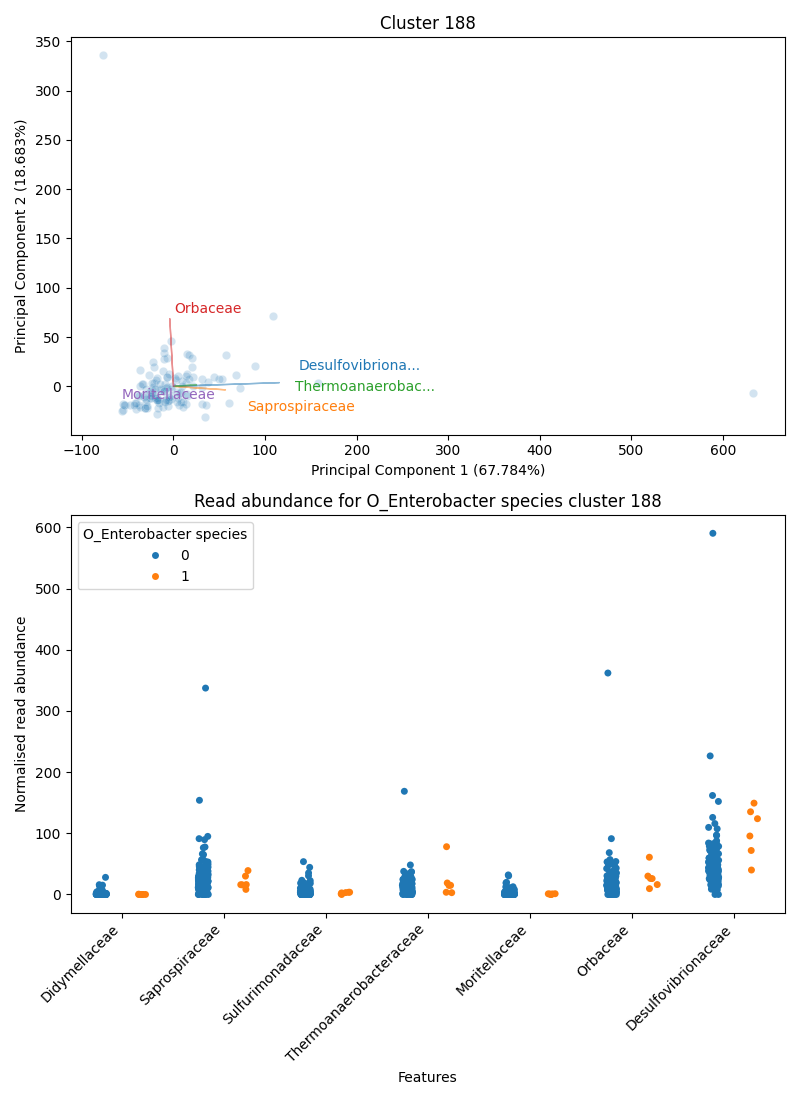 Cluster 188
350
300
250
200
150
100
50
0
Principal Component 2 (18.683%)
Orbaceae
Desulfovibriona...
Thermoanaerobac...
Moritellaceae
Saprospiraceae
−100 0 100 200 300 400 500 600
Principal Component 1 (67.784%)
Read abundance for O_Enterobacter species cluster 188
O_Enterobacter species
0
1
600
500
400
300
200
100
0
Normalised read abundance
Didymellaceae
Saprospiraceae
Sulfurimonadaceae
Thermoanaerobacteraceae
Moritellaceae
Orbaceae
Desulfovibrionaceae
Features